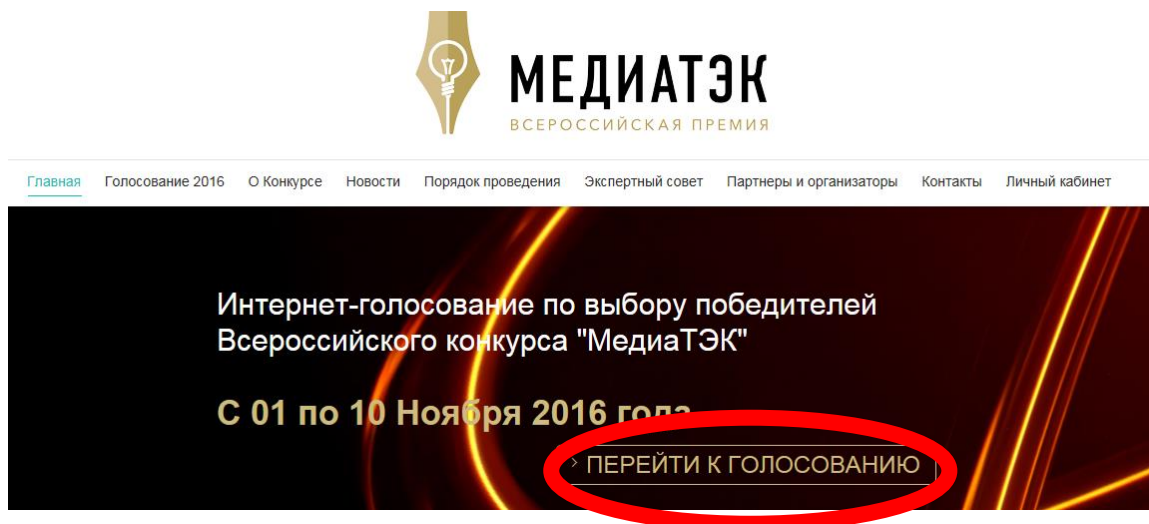 МЕДИАТЭК
ВСЕРОССИЙСКАЯ ПРЕМИЯ
Главная Голосование 2016 О Конкурсе Новости Порядок проведения Экспертный совет Партнеры и организаторы Контакты Личный кабинет
Интернет-голосование по выбору победителей
Всероссийского конкурса "МедиаТЭК"
С 01 по 10 Ноября 2016 года
› ПЕРЕЙТИ К ГОЛОСОВАНИЮ